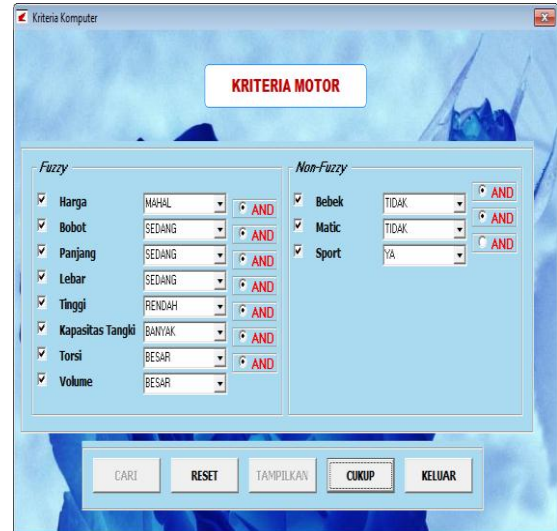 Kriteria Komputer
KRITERIA MOTOR
Fuzzy
Harga MAHAL AND
Bobot SEDANG AND
Panjang SEDANG AND
Lebar SEDANG AND
Tinggi RENDAH AND
Kapasitas Tangki BANYAK AND
Torsi BESAR AND
Volume BESAR
Non-Fuzzy
Bebek TIDAK AND
Matic TIDAK AND
Sport YA AND
CARI RESET TAMPILKAN CUKUP KELUAR